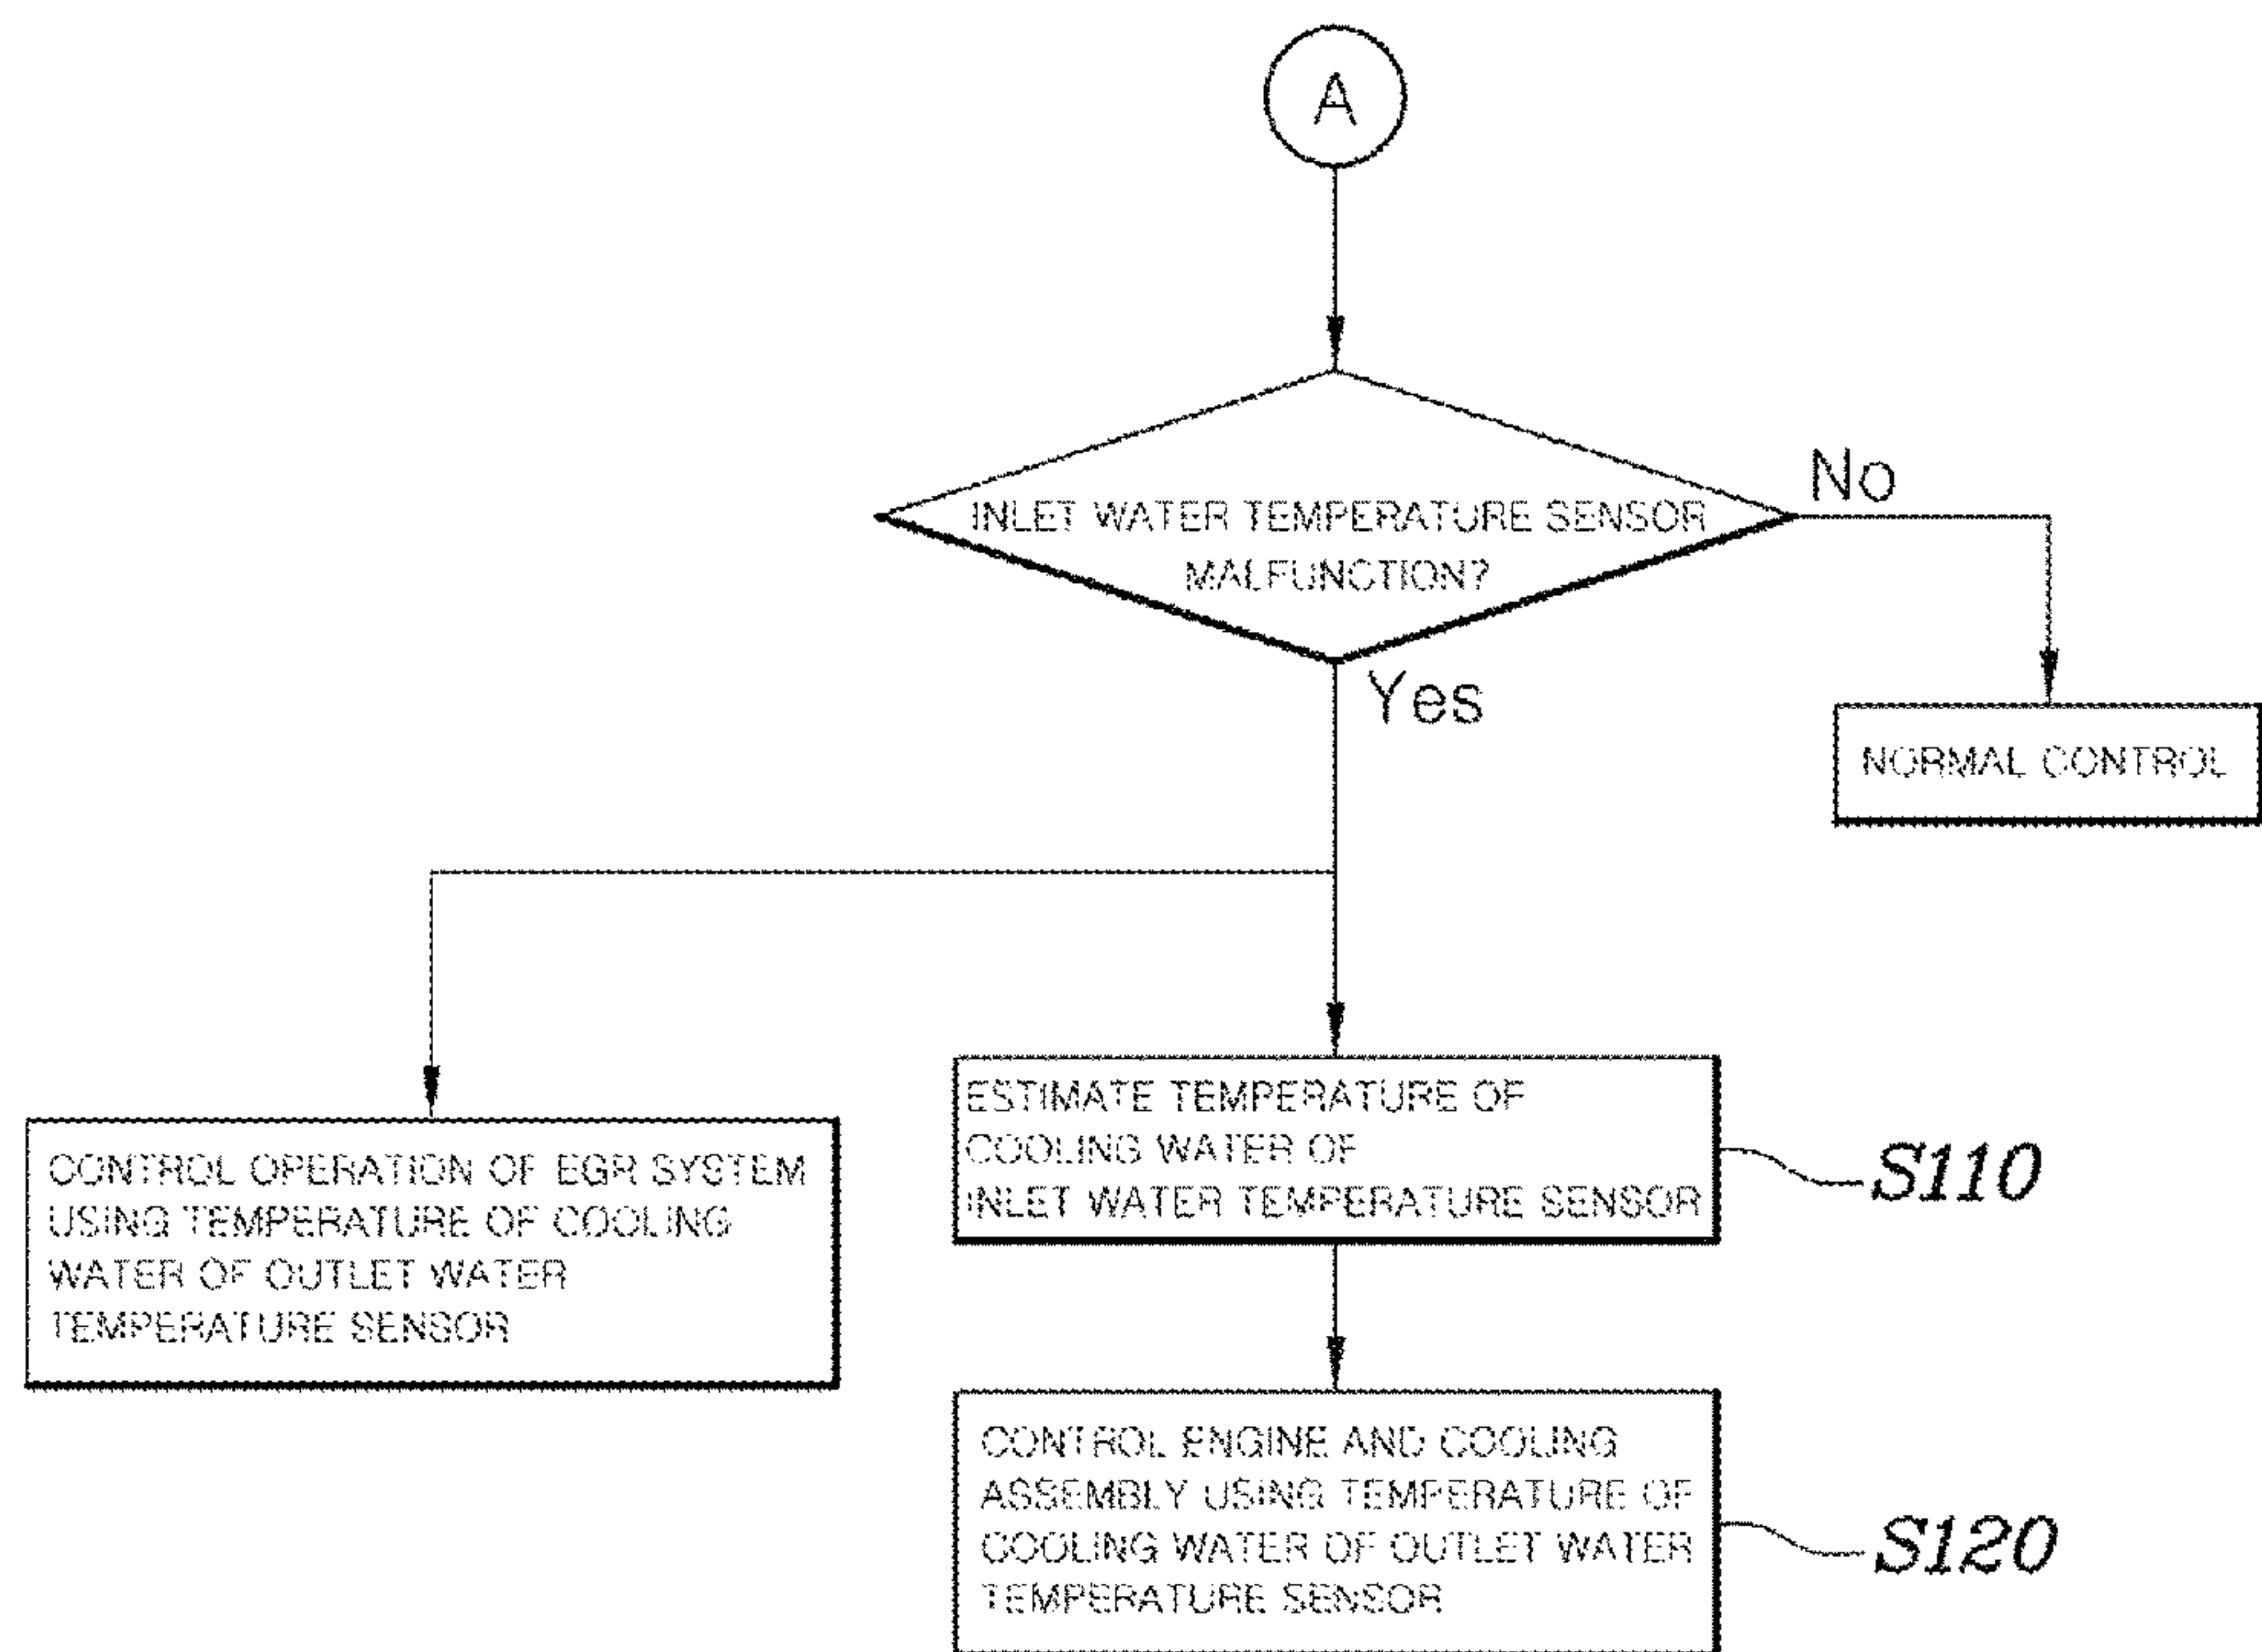 A
INLET WATER TEMPERATURE SENSOR
MALFUNCTION?
No
Yes
NORMAL CONTROL
CONTROL OPERATION OF EGR SYSTEM
USING TEMPERATURE OF COOLING
WATER OF OUTLET WATER
TEMPERATURE SENSOR
ESTIMATE TEMPERATURE OF
COOLING WATER OF
INLET WATER TEMPERATURE SENSOR
S110
CONTROL ENGINE AND COOLING
ASSEMBLY USING TEMPERATURE OF
COOLING WATER OF OUTLET WATER
TEMPERATURE SENSOR
S120